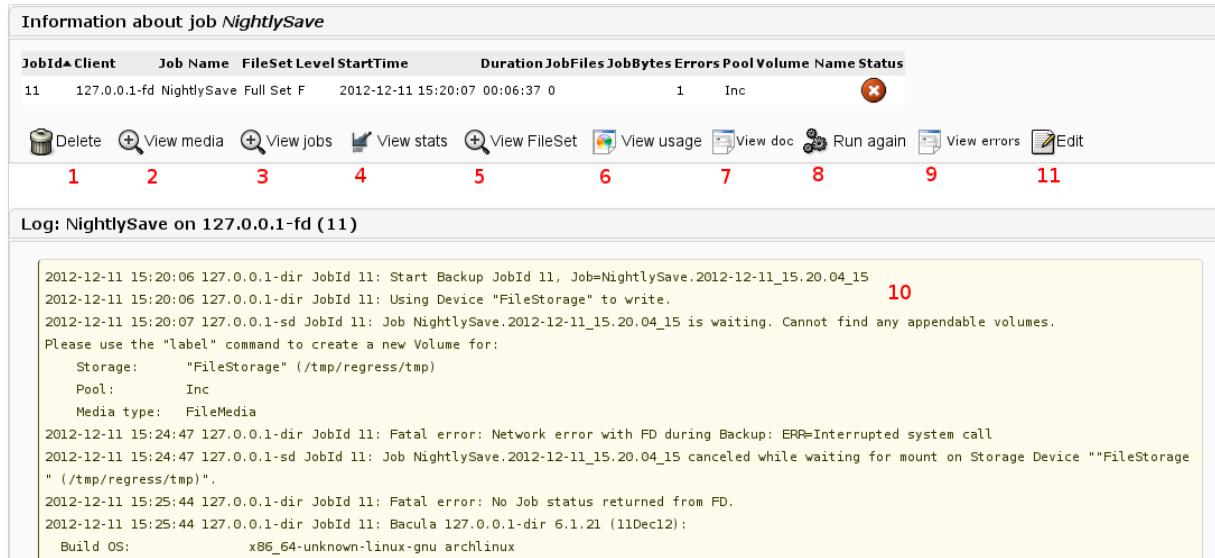 Information about job NightlySave
JobId▲ Client Job Name FileSet Level StartTime Duration JobFiles JobBytes Errors Pool Volume Name Status
11 127.0.0.1-fd NightlySave Full Set F 2012-12-11 15:20:07 00:06:37 0 1 Inc
Delete View media View jobs View stats View FileSet View usage View doc Run again View errors Edit
1 2 3 4 5 6 7 8 9 11
Log: NightlySave on 127.0.0.1-fd (11)
2012-12-11 15:20:06 127.0.0.1-dir JobId 11: Start Backup JobId 11, Job=NightlySave.2012-12-11_15.20.04_15
10
2012-12-11 15:20:06 127.0.0.1-dir JobId 11: Using Device "FileStorage" to write.
2012-12-11 15:20:07 127.0.0.1-sd JobId 11: Job NightlySave.2012-12-11_15.20.04_15 is waiting. Cannot find any appendable volumes.
Please use the "label" command to create a new Volume for:
Storage: "FileStorage" (/tmp/regress/tmp)
Pool: Inc
Media type: FileMedia
2012-12-11 15:24:47 127.0.0.1-dir JobId 11: Fatal error: Network error with FD during Backup: ERR=Interrupted system call
2012-12-11 15:24:47 127.0.0.1-sd JobId 11: Job NightlySave.2012-12-11_15.20.04_15 canceled while waiting for mount on Storage Device ""FileStorage
" (/tmp/regress/tmp)".
2012-12-11 15:25:44 127.0.0.1-dir JobId 11: Fatal error: No Job status returned from FD.
2012-12-11 15:25:44 127.0.0.1-dir JobId 11: Bacula 127.0.0.1-dir 6.1.21 (11Dec12):
Build OS: x86_64-unknown-linux-gnu archlinux